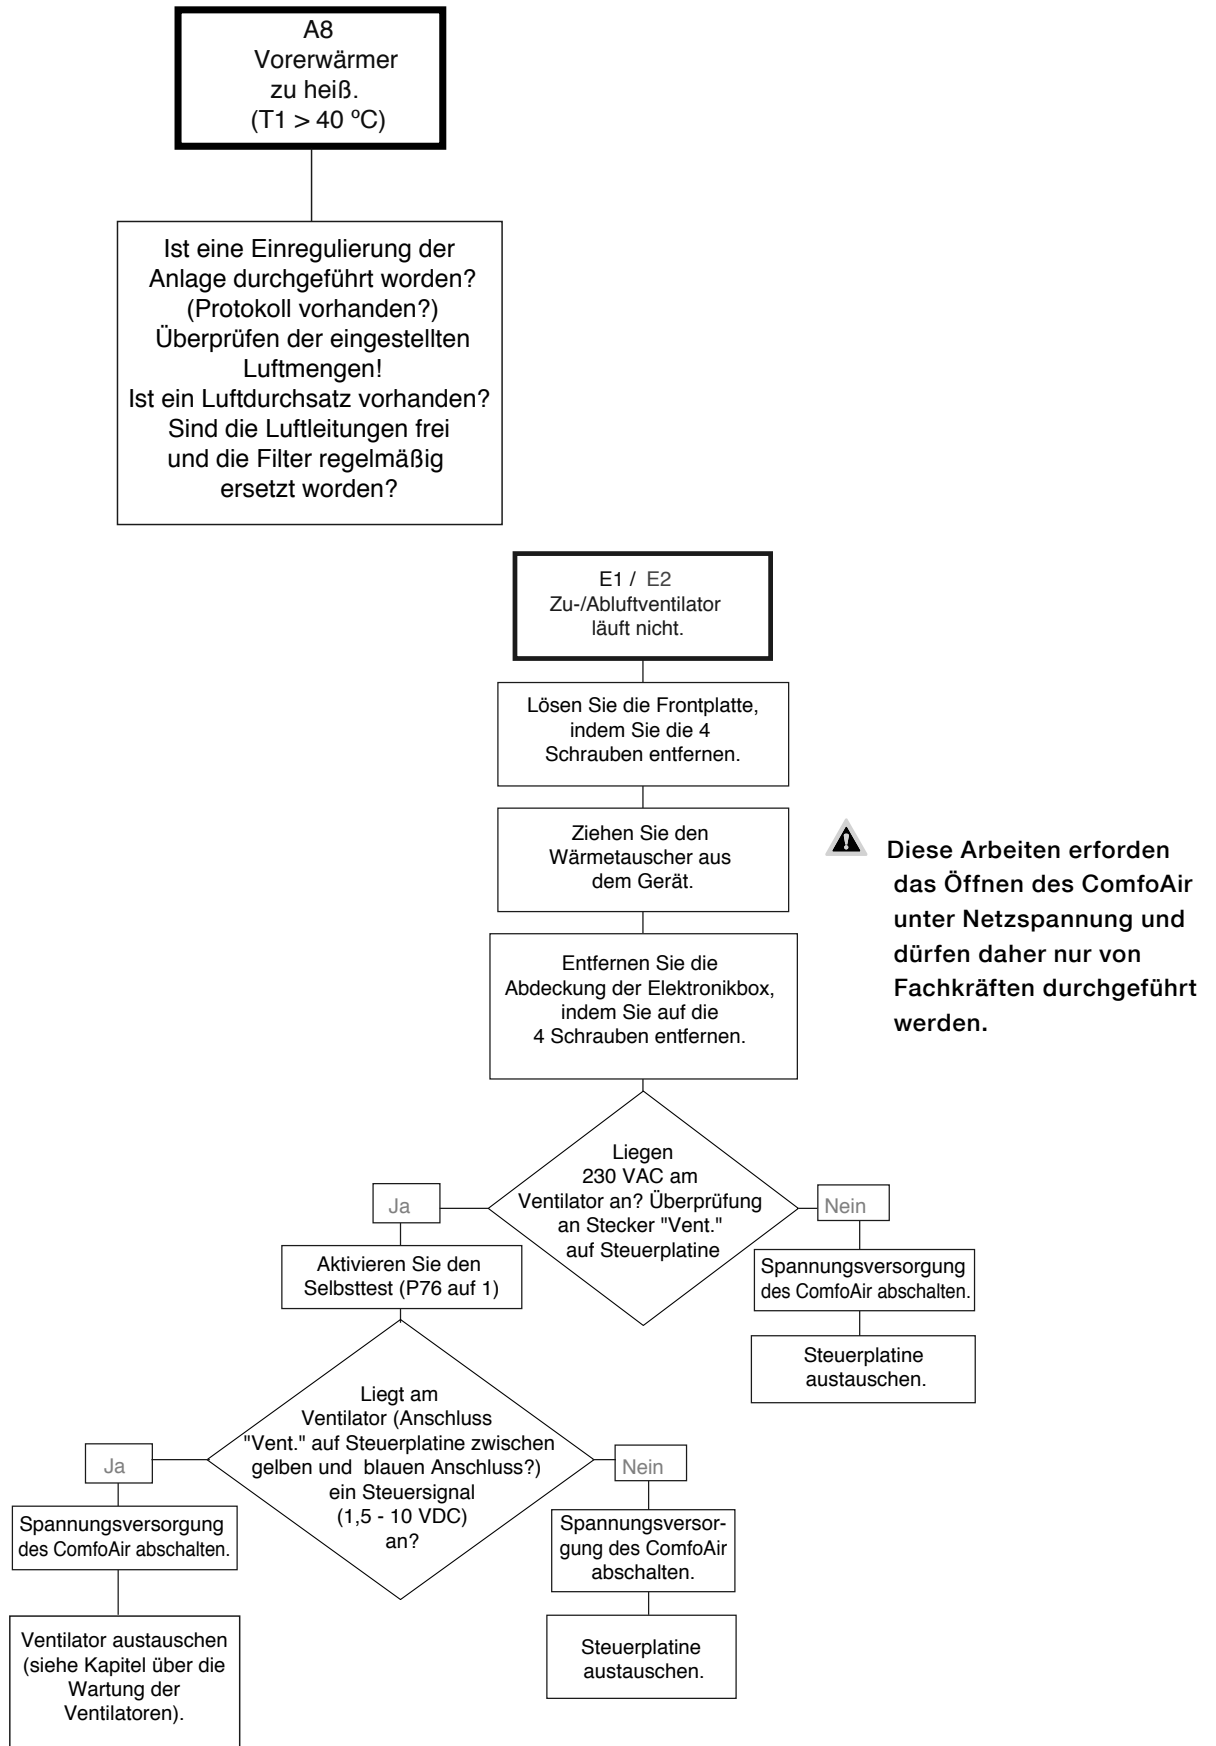 A8
Vorerwärmer
zu heiß.
(T1 > 40 ºC)
Ist eine Einregulierung der
Anlage durchgeführt worden?
(Protokoll vorhanden?)
Überprüfen der eingestellten
Luftmengen!
Ist ein Luftdurchsatz vorhanden?
Sind die Luftleitungen frei
und die Filter regelmäßig
ersetzt worden?
E1 / E2
Zu-/Abluftventilator
läuft nicht.
Lösen Sie die Frontplatte,
indem Sie die 4
Schrauben entfernen.
Ziehen Sie den
Wärmetauscher aus
dem Gerät.
Diese Arbeiten erforden
das Öffnen des ComfoAir
unter Netzspannung und
dürfen daher nur von
Fachkräften durchgeführt
werden.
Entfernen Sie die
Abdeckung der Elektronikbox,
indem Sie auf die
4 Schrauben entfernen.
Liegen
230 VAC am
Ventilator an? Überprüfung
an Stecker "Vent."
auf Steuerplatine
Ja
Nein
Aktivieren Sie den
Selbsttest (P76 auf 1)
Spannungsversorgung
des ComfoAir abschalten.
Steuerplatine
austauschen.
Liegt am
Ventilator (Anschluss
"Vent." auf Steuerplatine zwischen
gelben und blauen Anschluss?)
ein Steuersignal
(1,5 - 10 VDC)
an?
Ja
Nein
Spannungsversorgung
des ComfoAir abschalten.
Spannungsversor-
gung des ComfoAir
abschalten.
Ventilator austauschen
(siehe Kapitel über die
Wartung der
Ventilatoren).
Steuerplatine
austauschen.